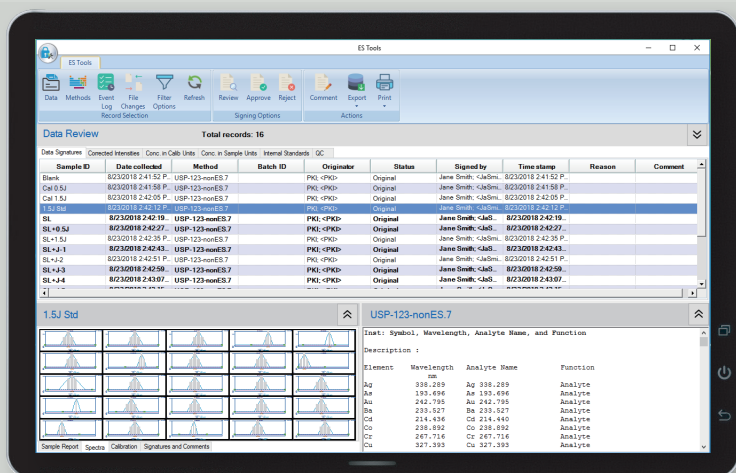 ES Tools
ES Tools
Data Methods Event Log File Changes Filter Options Refresh Review Approve Reject Comment Export Print
Record Selection Signing Options Actions
Data Review Total records: 16
Data Signatures Corrected Intensities Conc. in Calib Units Conc. in Sample Units Internal Standards QC
Sample ID Date collected Method Batch ID Originator Status Signed by Time stamp Reason Comment
Blank 8/23/2018 2:41:52 P... USP-123-nonES.7 PKI; <PKI> Original Jane Smith; <JaSmi... 8/23/2018 2:41:52 P...
Cal 0.5J 8/23/2018 2:41:58 P... USP-123-nonES.7 PKI; <PKI> Original Jane Smith; <JaSmi... 8/23/2018 2:41:58 P...
Cal 1.5J 8/23/2018 2:42:05 P... USP-123-nonES.7 PKI; <PKI> Original Jane Smith; <JaSmi... 8/23/2018 2:42:05 P...
1.5J Std 8/23/2018 2:42:12 P... USP-123-nonES.7 PKI; <PKI> Original Jane Smith; <JaSmi... 8/23/2018 2:42:12 P...
SL 8/23/2018 2:42:19... USP-123-nonES.7 PKI; <PKI> Original Jane Smith; <JaS... 8/23/2018 2:42:19...
SL+0.5J 8/23/2018 2:42:27... USP-123-nonES.7 PKI; <PKI> Original Jane Smith; <JaS... 8/23/2018 2:42:27...
SL+1.5J 8/23/2018 2:42:35 P... USP-123-nonES.7 PKI; <PKI> Original Jane Smith; <JaSmi... 8/23/2018 2:42:35 P...
SL+J-1 8/23/2018 2:42:43... USP-123-nonES.7 PKI; <PKI> Original Jane Smith; <JaS... 8/23/2018 2:42:43...
SL+J-2 8/23/2018 2:42:51 P... USP-123-nonES.7 PKI; <PKI> Original Jane Smith; <JaSmi... 8/23/2018 2:42:51 P...
SL+J-3 8/23/2018 2:42:59... USP-123-nonES.7 PKI; <PKI> Original Jane Smith; <JaS... 8/23/2018 2:42:59...
SL+J-4 8/23/2018 2:43:07... USP-123-nonES.7 PKI; <PKI> Original Jane Smith; <JaS... 8/23/2018 2:43:07...
1.5J Std USP-123-nonES.7
Inst: Symbol, Wavelength, Analyte Name, and Function
Description :
Element Wavelength Analyte Name Function
nm
Ag 338.289 Ag 338.289 Analyte
As 193.696 As 193.696 Analyte
Au 242.795 Au 242.795 Analyte
Ba 233.527 Ba 233.527 Analyte
Cd 214.436 Cd 214.440 Analyte
Co 238.892 Co 238.892 Analyte
Cr 267.716 Cr 267.716 Analyte
Cu 327.393 Cu 327.393 Analyte
Sample Report Spectra Calibration Signatures and Comments